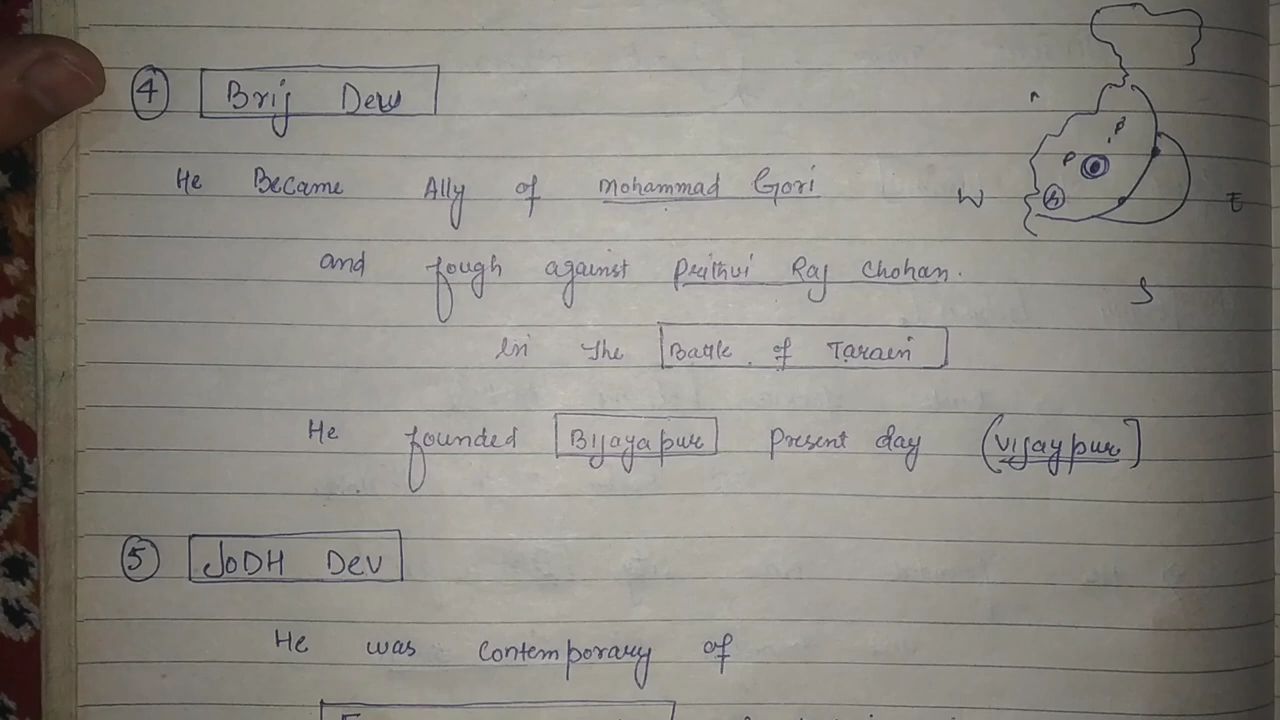 ④ Brij Dev
He Became Ally of Mohammad Gori
and fough against Prithvi Raj Chohan.
In the Battle of Tarain
He founded Bijayapur Present day (Vijaypur]
⑤ JODH DEV
He was Contemporary of
P
P
W
E
S